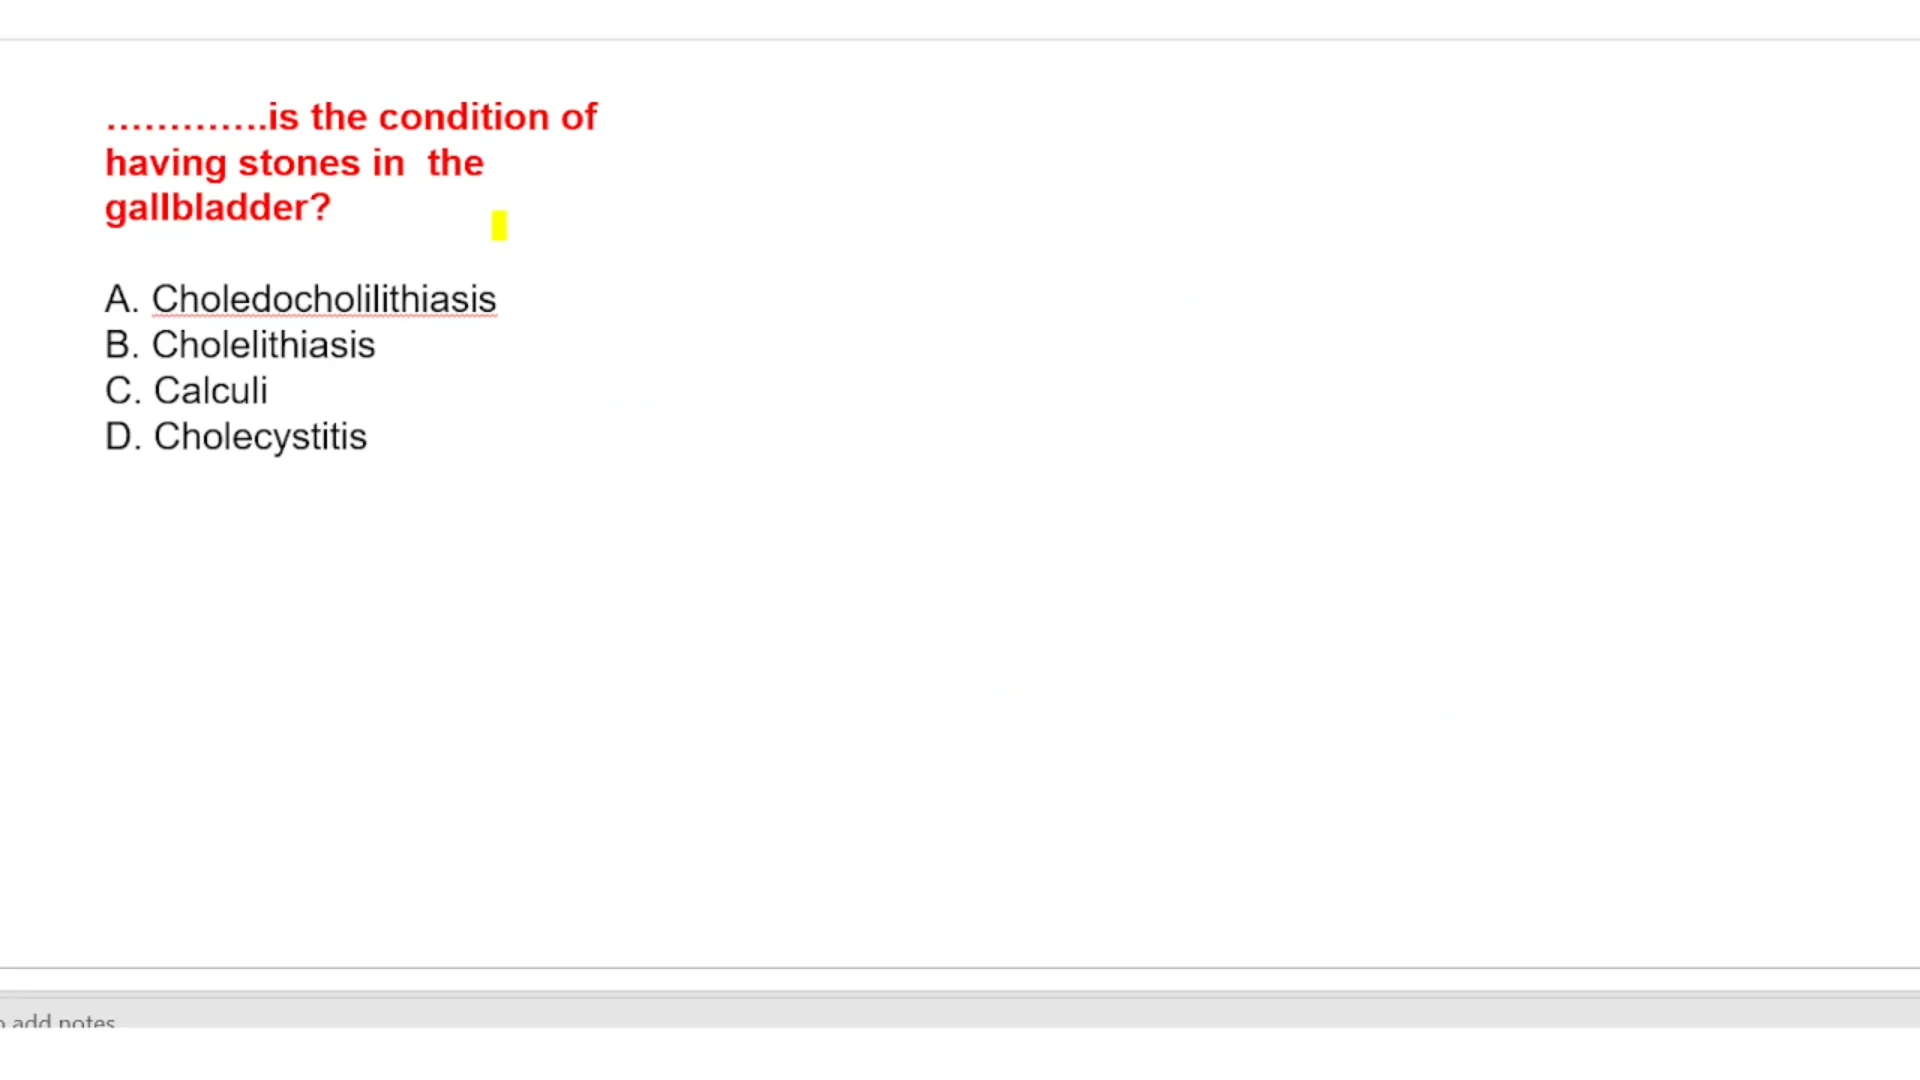 ………….is the condition of
having stones in  the
gallbladder?
A. Choledocholilithiasis
B. Cholelithiasis
C. Calculi
D. Cholecystitis
add notes